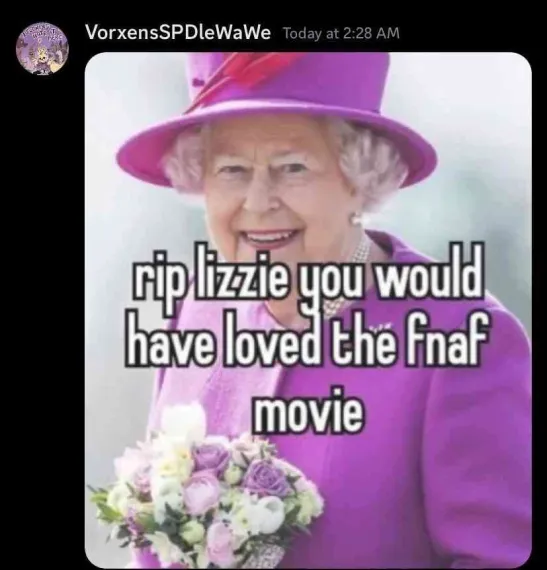 VorxensSPDleWaWe Today at 2:28 AM
rip lizzie you would
have loved the fnaf
movie